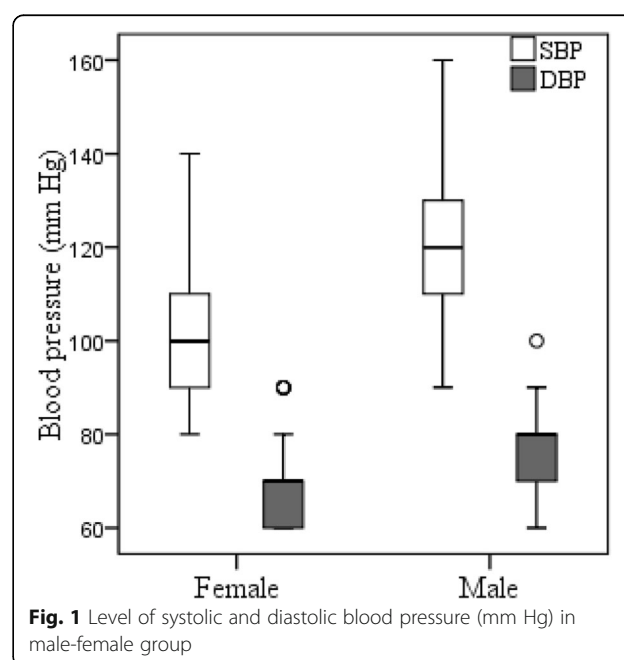 SBP
DBP
Blood pressure (mm Hg)
160
140
120
100
80
60
Female Male
Fig. 1 Level of systolic and diastolic blood pressure (mm Hg) in
male-female group